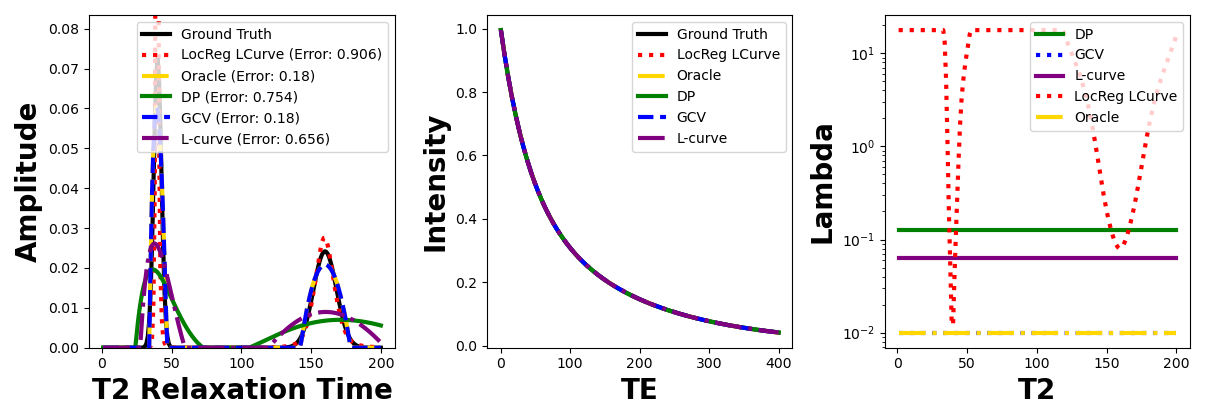 0.08
0.07
0.06
0.05
0.04
0.03
0.02
0.01
0.00
Amplitude
Ground Truth
LocReg LCurve (Error: 0.906)
Oracle (Error: 0.18)
DP (Error: 0.754)
GCV (Error: 0.18)
L-curve (Error: 0.656)
0 50 100 150 200
T2 Relaxation Time
1.0
0.8
0.6
0.4
0.2
0.0
Intensity
Ground Truth
LocReg LCurve
Oracle
DP
GCV
L-curve
0 100 200 300 400
TE
10¹
10⁰
10⁻¹
10⁻²
Lambda
DP
GCV
L-curve
LocReg LCurve
Oracle
0 50 100 150 200
T2